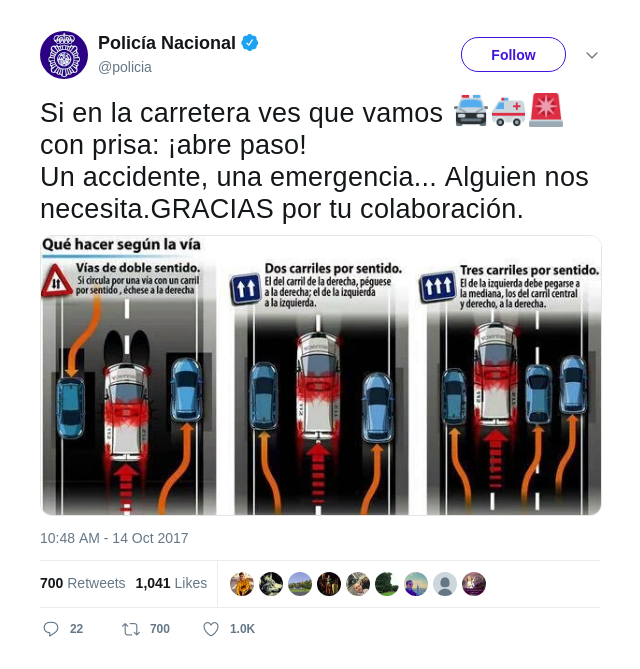 Policía Nacional
@policia
Follow
Si en la carretera ves que vamos 🚔🚑🚨
con prisa: ¡abre paso!
Un accidente, una emergencia... Alguien nos
necesita.GRACIAS por tu colaboración.
Qué hacer según la vía
Vías de doble sentido.
Si circula por una vía con un carril
por sentido , échese a la derecha
Dos carriles por sentido.
El del carril de la derecha, péguese
a la derecha; el de la izquierda
a la izquierda.
Tres carriles por sentido.
El de la izquierda debe pegarse a
la mediana, los del carril central
y derecho, a la derecha.
112
112
112
10:48 AM - 14 Oct 2017
700 Retweets 1,041 Likes
22 700 1.0K